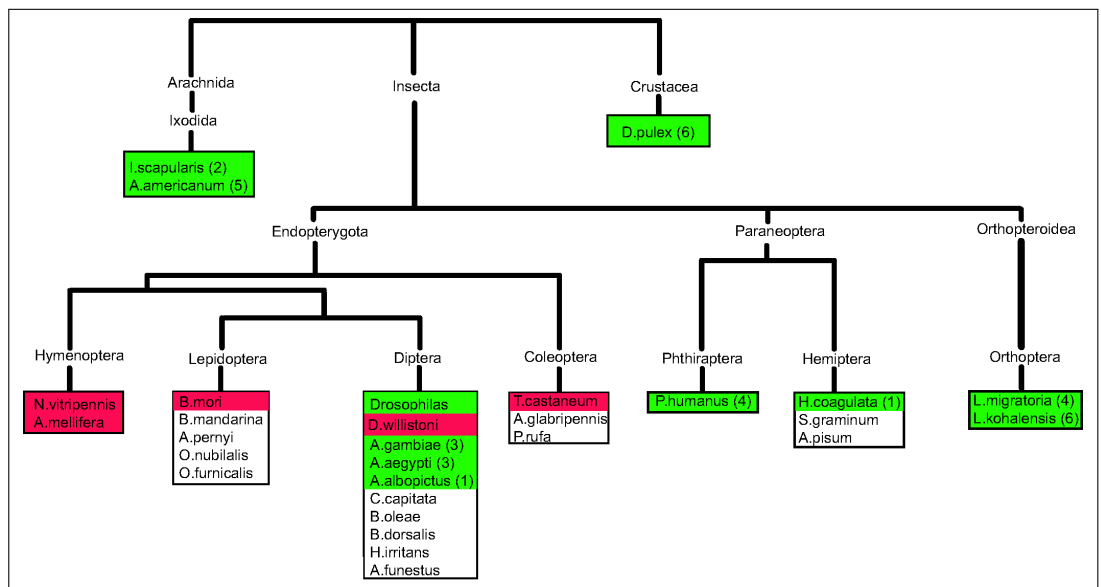 Arachnida
Insecta
Crustacea
Ixodida
D.pulex (6)
I.scapularis (2)
A.americanum (5)
Endopterygota
Paraneoptera
Orthopteroidea
Hymenoptera
Lepidoptera
Diptera
Coleoptera
Phthiraptera
Hemiptera
Orthoptera
N.vitripennis
A.mellifera
B.mori
B.mandarina
A.pernyi
O.nubilalis
O.furnicalis
Drosophilas
D.willistoni
A.gambiae (3)
A.aegypti (3)
A.albopictus (1)
C.capitata
B.oleae
B.dorsalis
H.irritans
A.funestus
T.castaneum
A.glabripennis
P.rufa
P.humanus (4)
H.coagulata (1)
S.graminum
A.pisum
L.migratoria (4)
L.kohalensis (6)